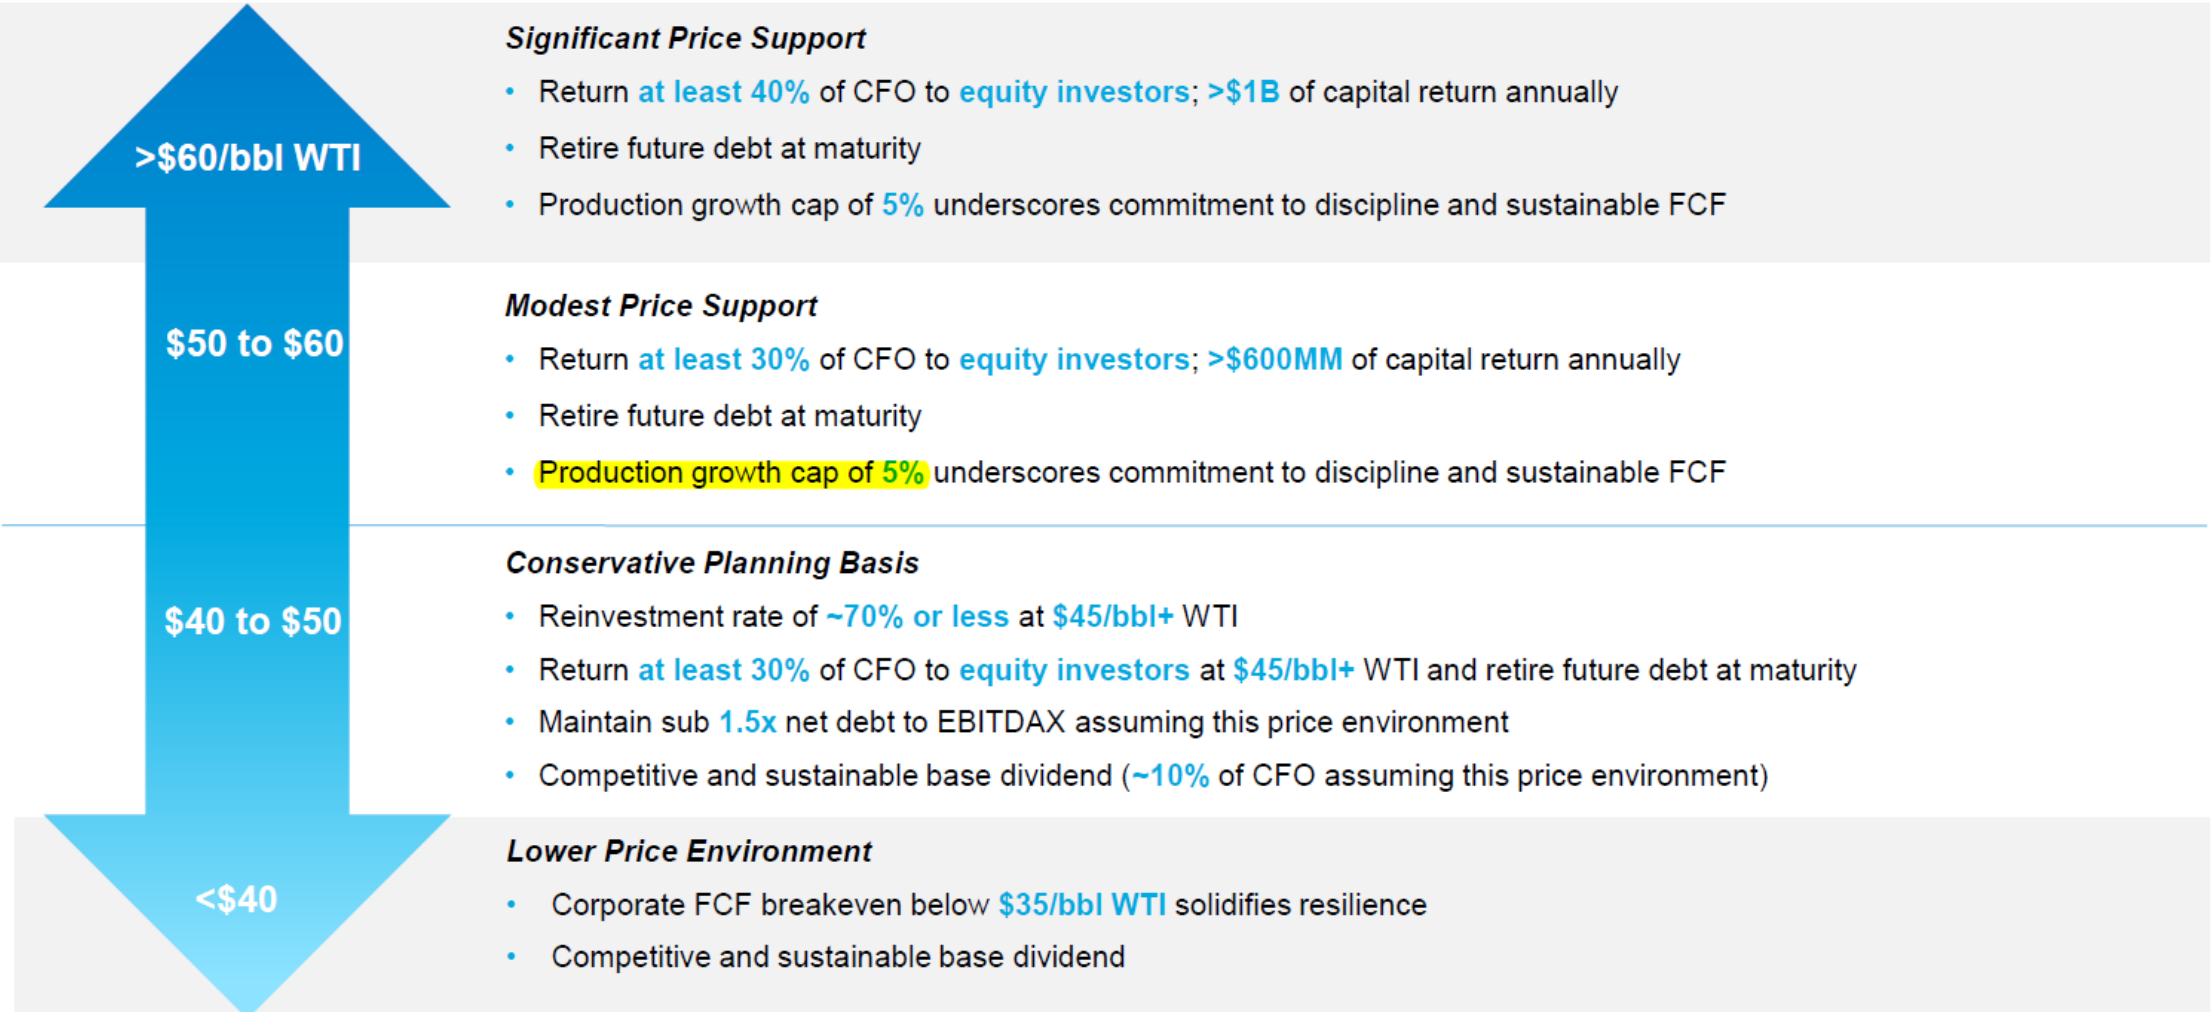 Significant Price Support
• Return at least 40% of CFO to equity investors; >$1B of capital return annually
>$60/bbl WTI
• Retire future debt at maturity
• Production growth cap of 5% underscores commitment to discipline and sustainable FCF
Modest Price Support
$50 to $60
• Return at least 30% of CFO to equity investors; >$600MM of capital return annually
• Retire future debt at maturity
• Production growth cap of 5% underscores commitment to discipline and sustainable FCF
Conservative Planning Basis
$40 to $50
• Reinvestment rate of ~70% or less at $45/bbl+ WTI
• Return at least 30% of CFO to equity investors at $45/bbl+ WTI and retire future debt at maturity
• Maintain sub 1.5x net debt to EBITDAX assuming this price environment
• Competitive and sustainable base dividend (~10% of CFO assuming this price environment)
Lower Price Environment
<$40
• Corporate FCF breakeven below $35/bbl WTI solidifies resilience
• Competitive and sustainable base dividend